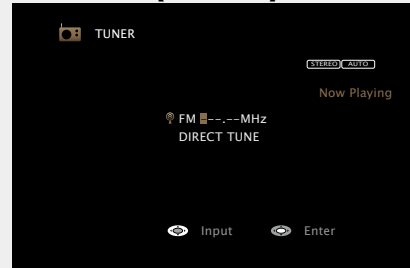 TUNER
STEREO AUTO
Now Playing
FM --.--MHz
DIRECT TUNE
Input Enter